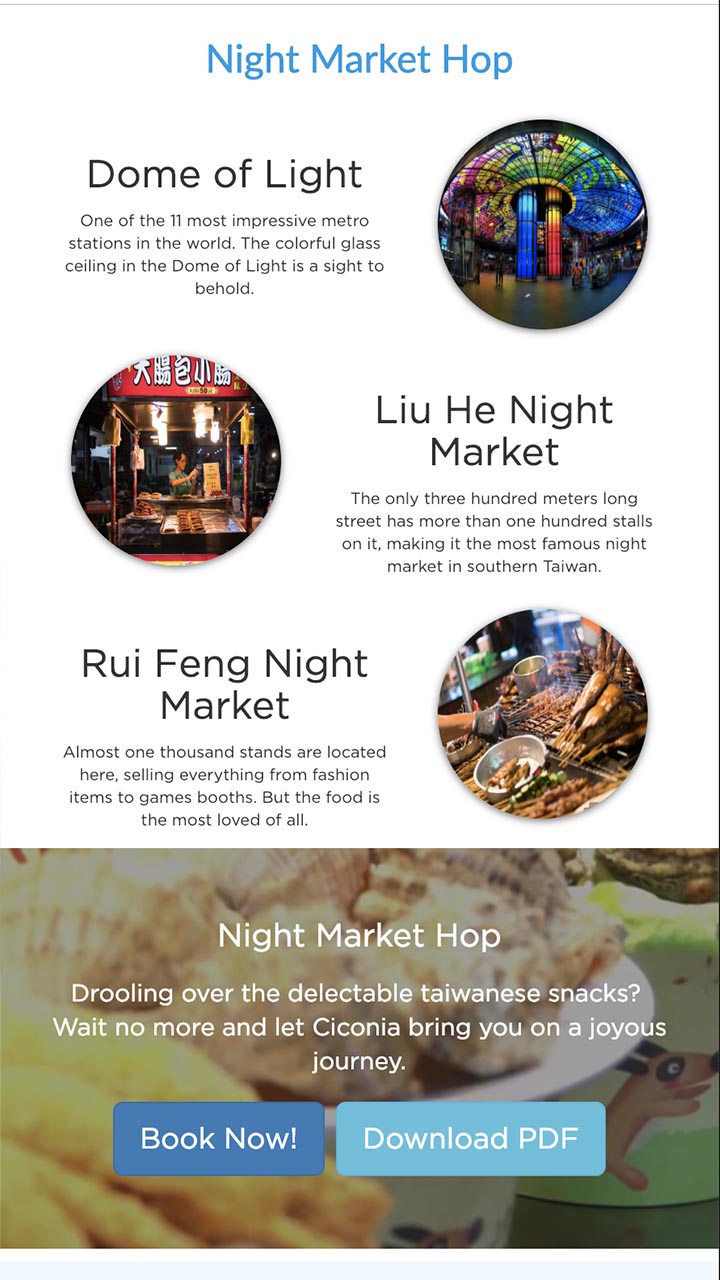 Night Market Hop
Dome of Light
One of the 11 most impressive metro
stations in the world. The colorful glass
ceiling in the Dome of Light is a sight to
behold.
大腸包小腸
Liu He Night
Market
The only three hundred meters long
street has more than one hundred stalls
on it, making it the most famous night
market in southern Taiwan.
Rui Feng Night
Market
Almost one thousand stands are located
here, selling everything from fashion
items to games booths. But the food is
the most loved of all.
Night Market Hop
Drooling over the delectable taiwanese snacks?
Wait no more and let Ciconia bring you on a joyous
journey.
Book Now!
Download PDF